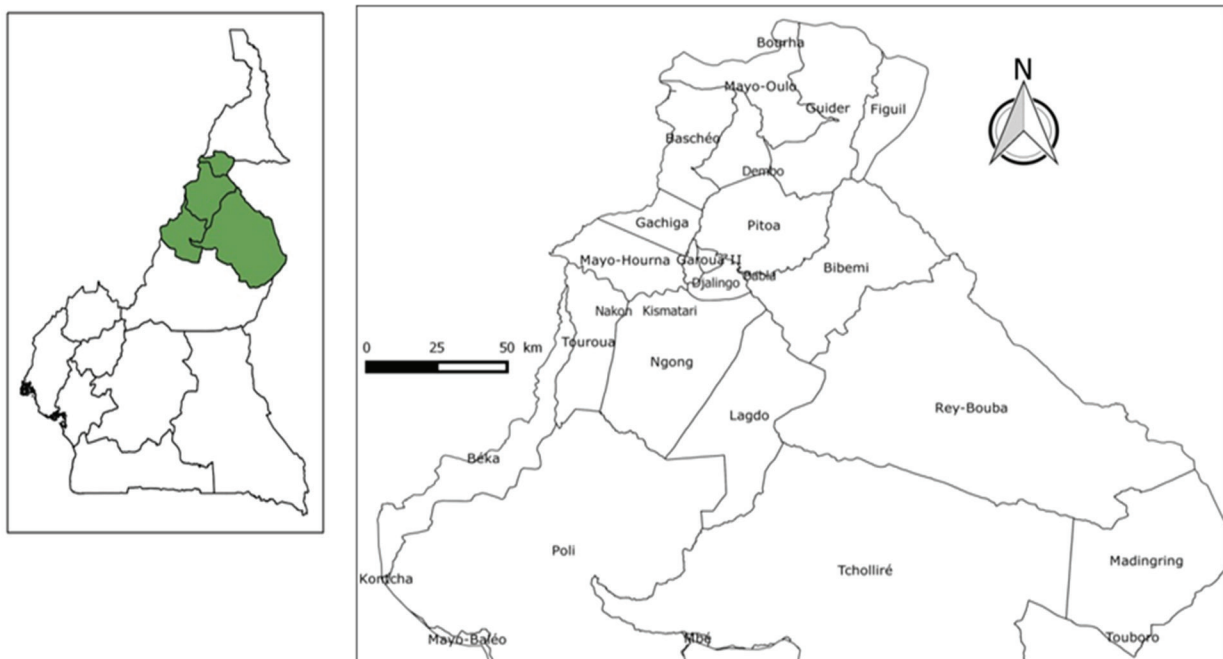 Bourha
N
Mayo-Oulo
Guider
Figuil
Baschéo
Dembo
Gachiga
Pitoa
Mayo-Hourna
Garoua II
Bibemi
Djalingo
Nakon
Kismatari
0 25 50 km
Touroua
Ngong
Rey-Bouba
Lagdo
Béka
Poli
Tcholliré
Madingring
Kontcha
Mayo-Baléo
Mbé
Touboro